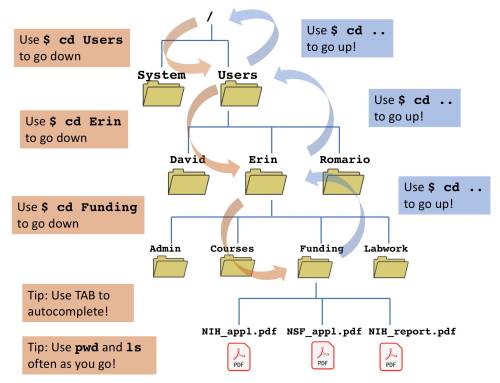 /
Use $ cd Users
to go down
Use $ cd ..
to go up!
System
Users
Use $ cd Erin
to go down
Use $ cd ..
to go up!
David
Erin
Romario
Use $ cd Funding
to go down
Use $ cd ..
to go up!
Admin
Courses
Funding
Labwork
Tip: Use TAB to
autocomplete!
NIH_appl.pdf
NSF_appl.pdf
NIH_report.pdf
PDF
PDF
PDF
Tip: Use pwd and ls
often as you go!